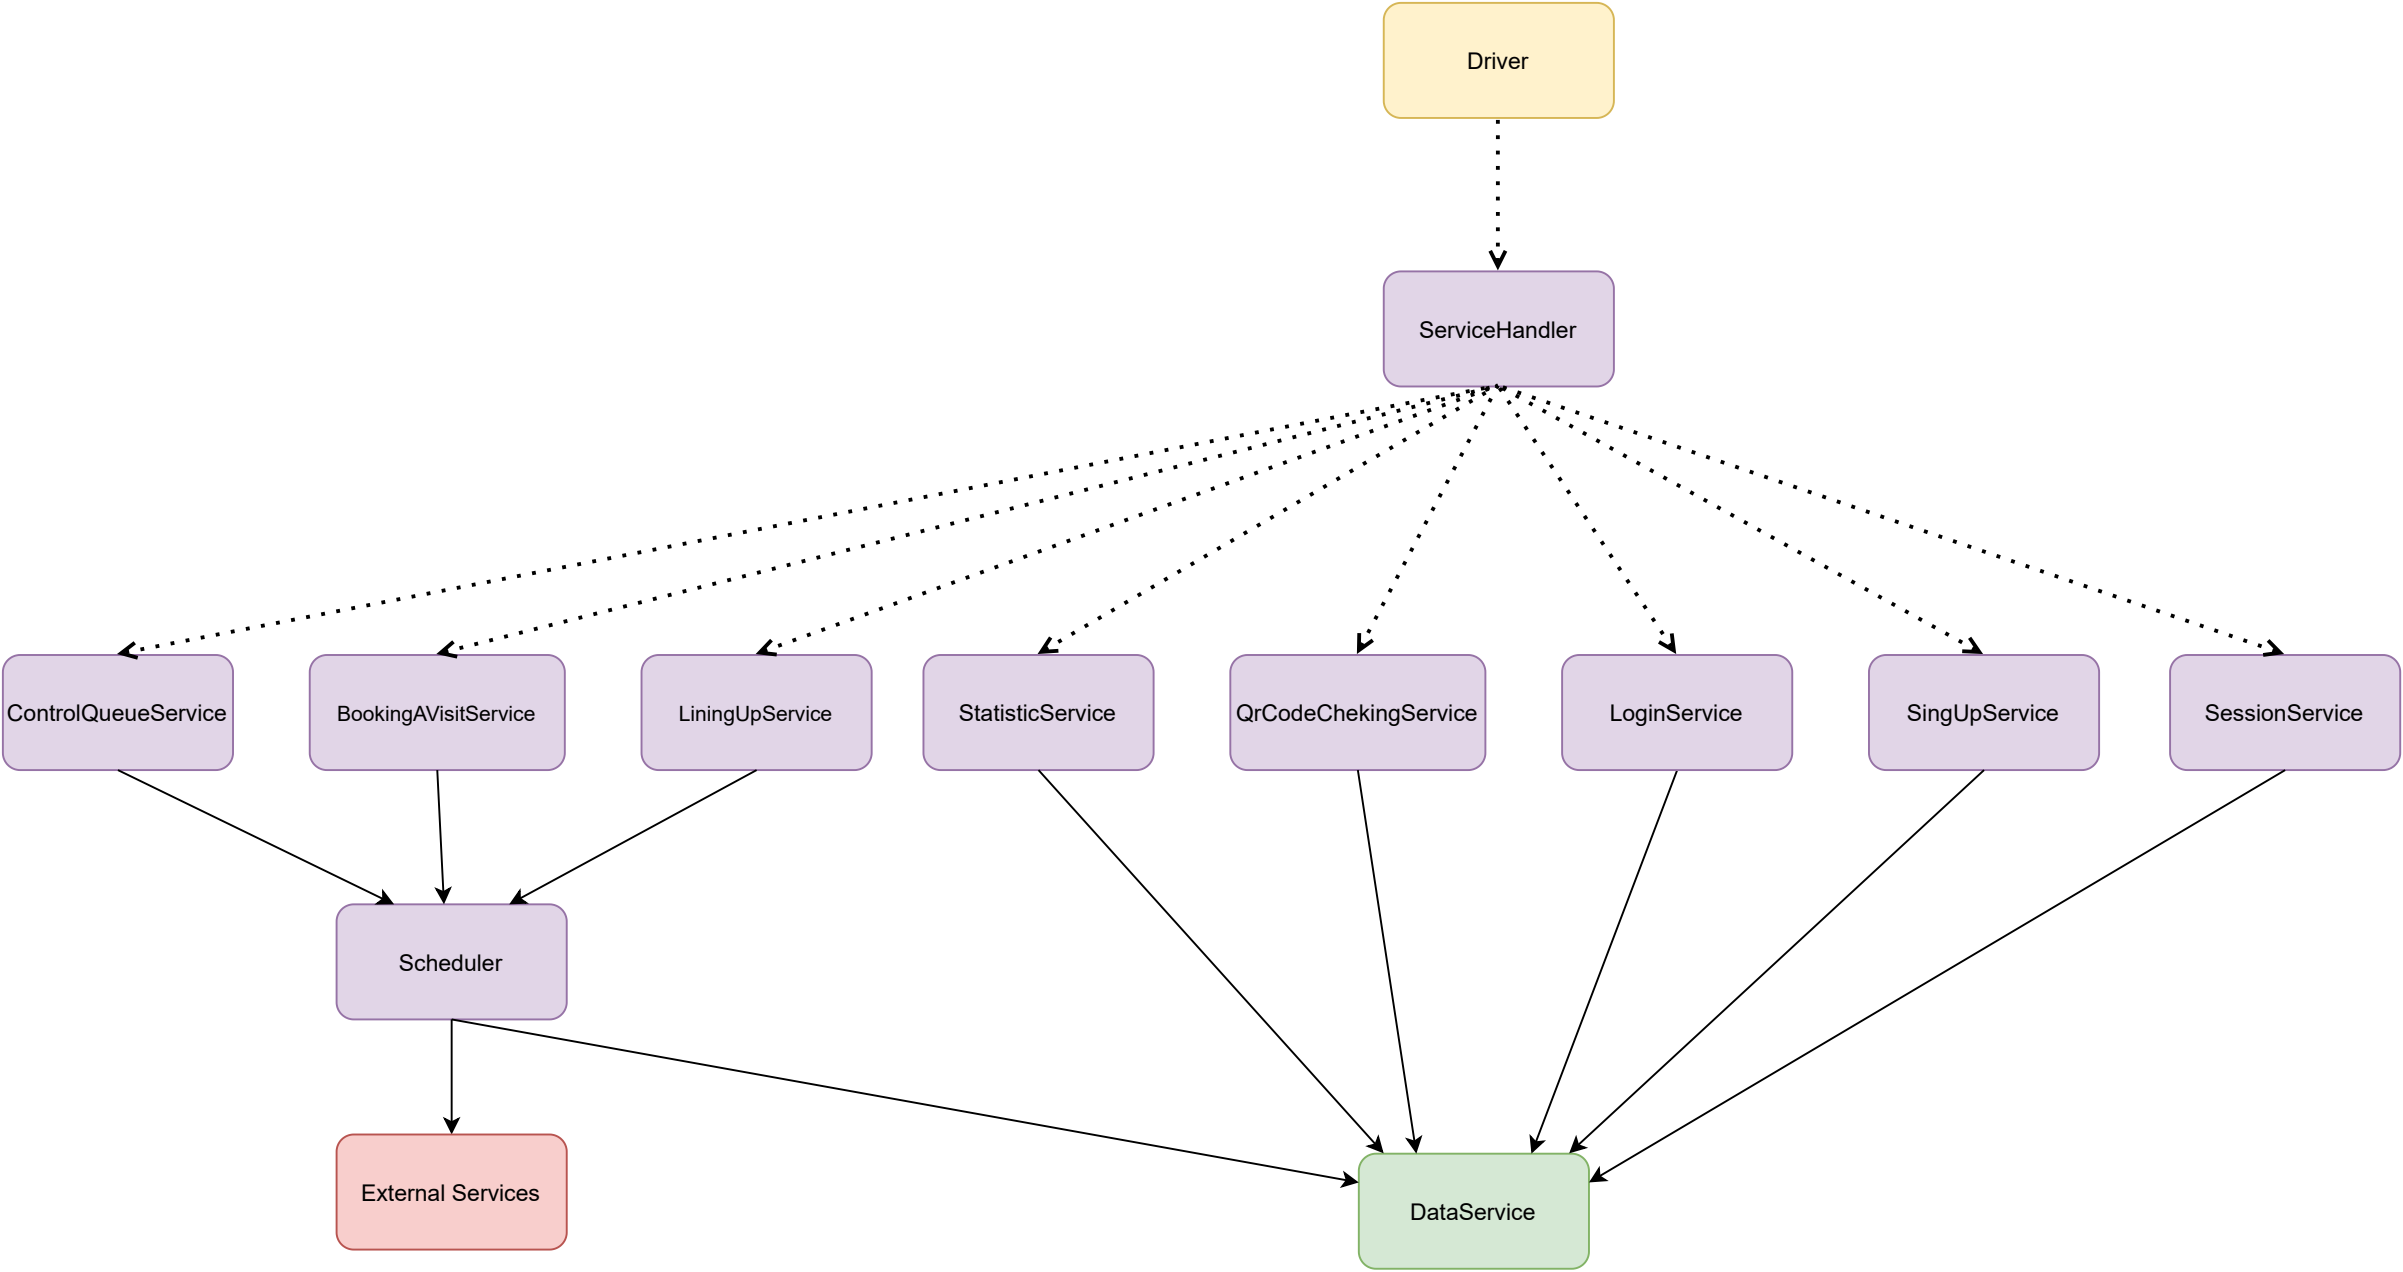 Driver
ServiceHandler
ControlQueueService
BookingAVisitService
LiningUpService
StatisticService
QrCodeChekingService
LoginService
SingUpService
SessionService
Scheduler
External Services
DataService